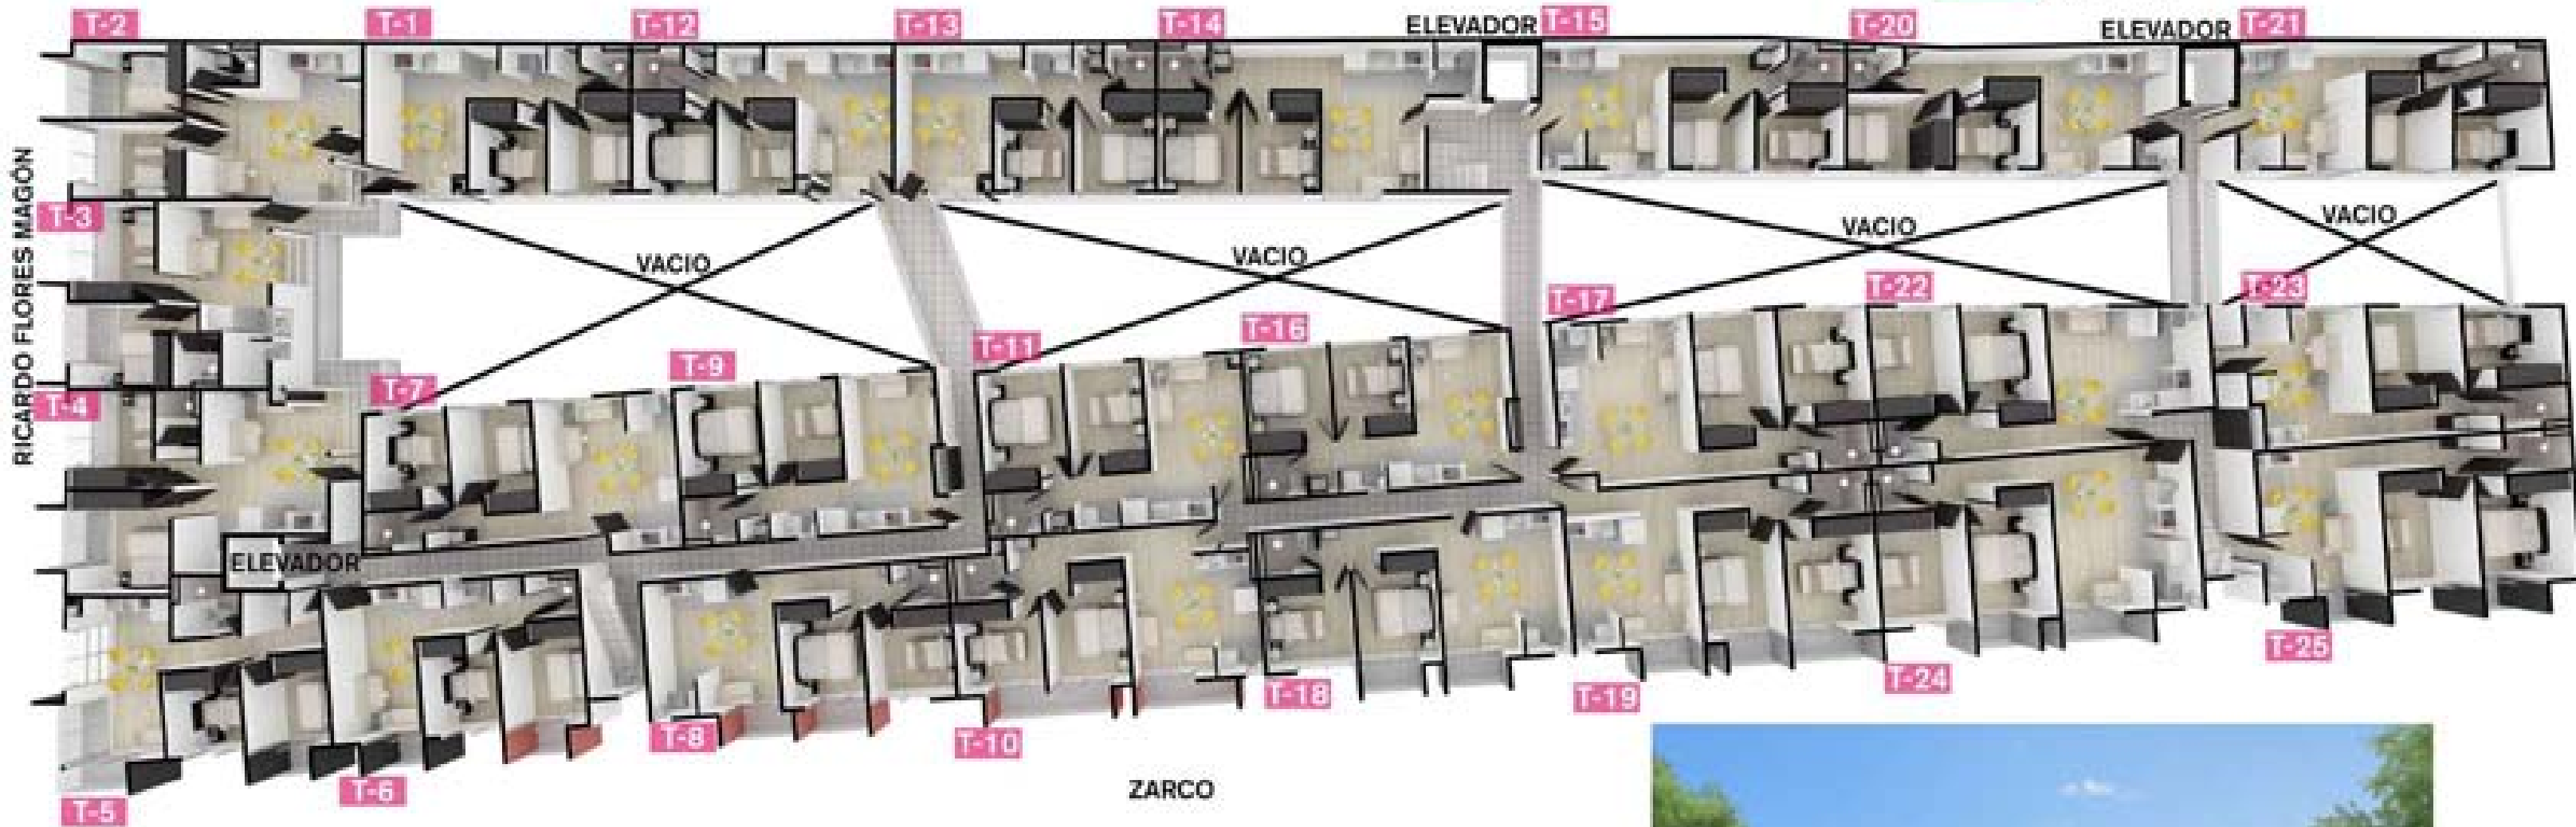 T-2
T-1
T-12
T-13
T-14
ELEVADOR
T-15
T-20
ELEVADOR
T-21
RICARDO FLORES MAGÓN
T-3
VACIO
VACIO
VACIO
VACIO
T-4
T-7
T-9
T-11
T-16
T-17
T-22
T-23
ELEVADOR
T-5
T-6
T-8
T-10
T-18
T-19
T-24
T-25
ZARCO